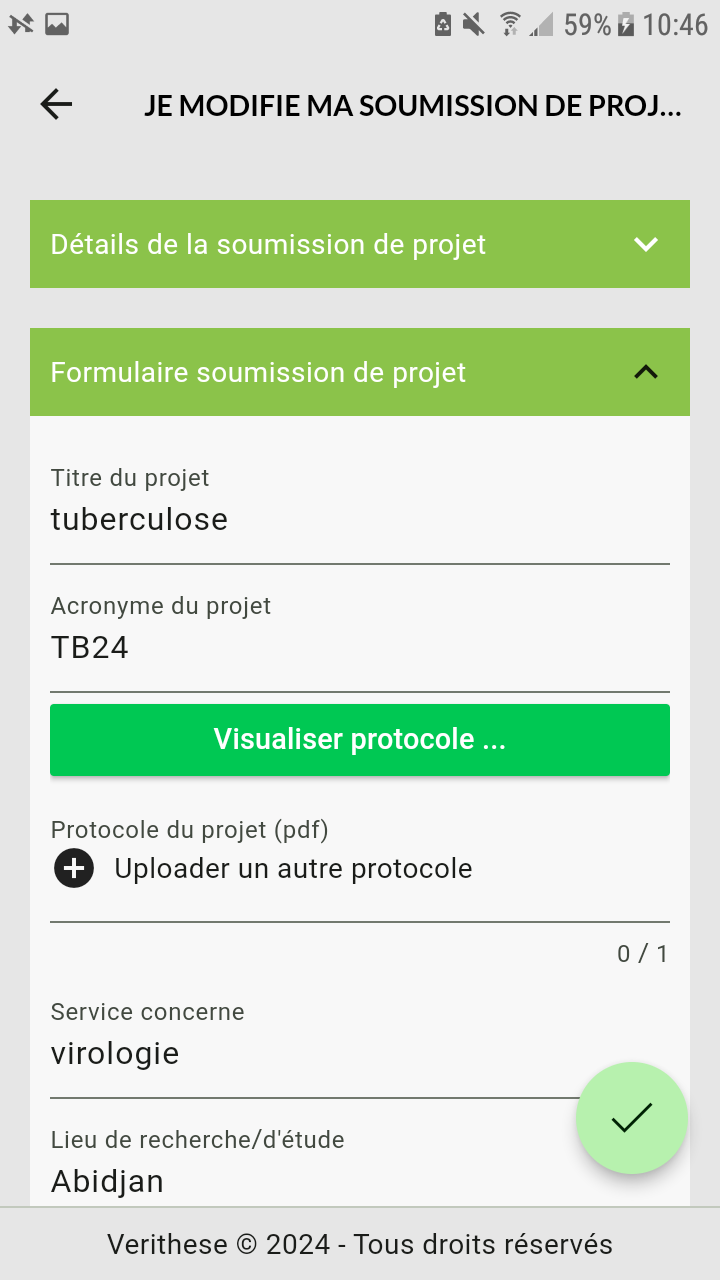 59% 10:46
JE MODIFIE MA SOUMISSION DE PROJ...
Détails de la soumission de projet
Formulaire soumission de projet
Titre du projet
tuberculose
Acronyme du projet
TB24
Visualiser protocole ...
Protocole du projet (pdf)
Uploader un autre protocole
0 / 1
Service concerne
virologie
Lieu de recherche/d'étude
Abidjan
Verithese © 2024 - Tous droits réservés